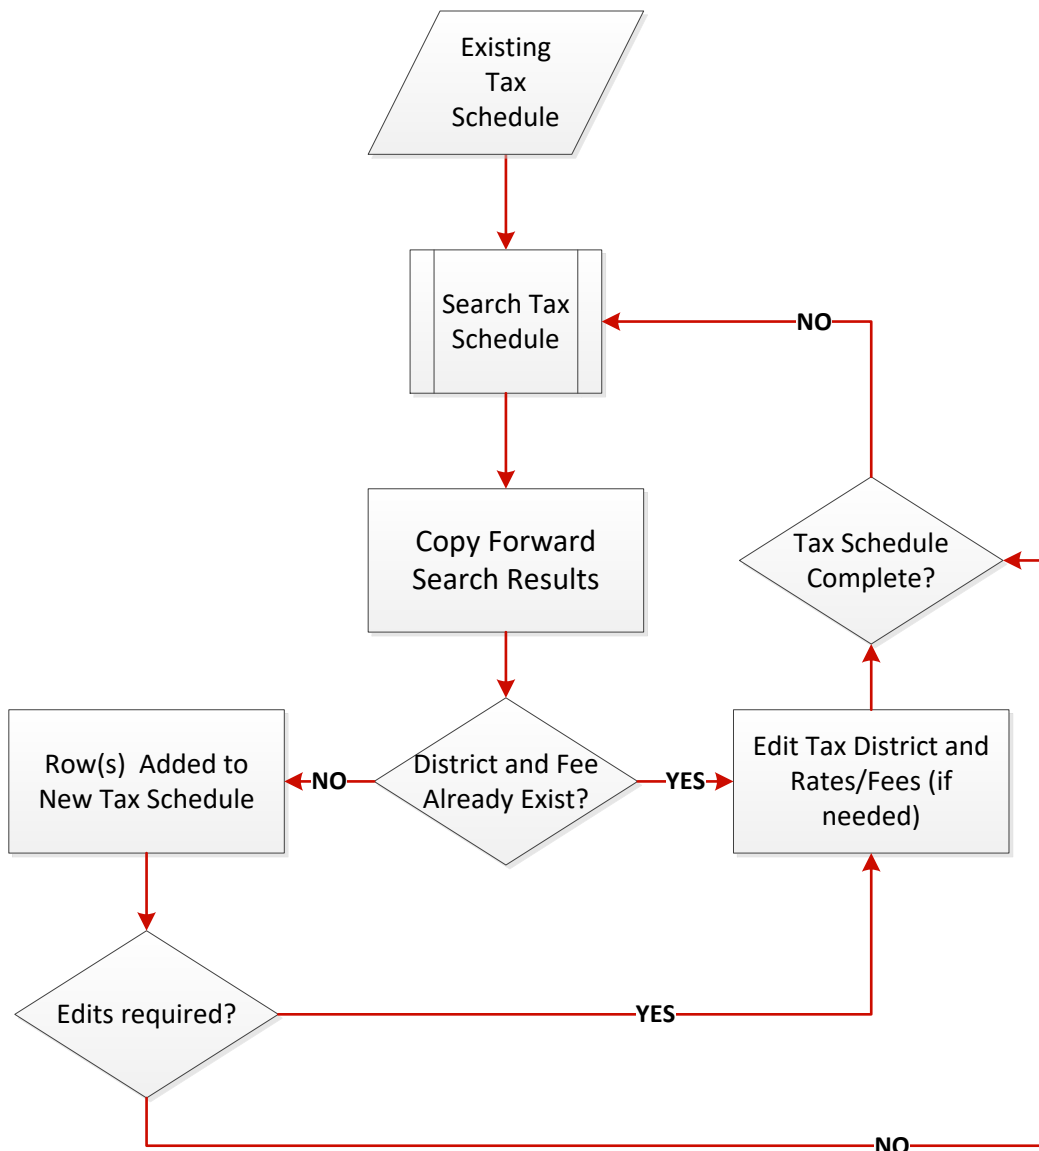 Existing
Tax
Schedule
Search Tax
Schedule
NO
Copy Forward
Search Results
Tax Schedule
Complete?
Row(s)  Added to
New Tax Schedule
NO
District and Fee
Already Exist?
YES
Edit Tax District and
Rates/Fees (if
needed)
Edits required?
YES
NO